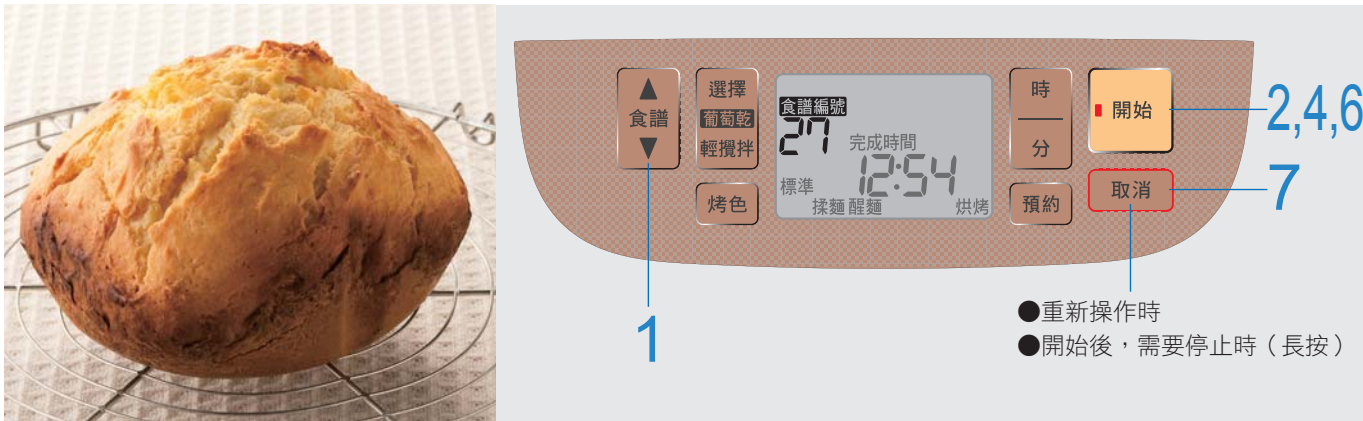 ▲
食譜
▼
選擇
葡萄乾
輕攪拌
烤色
食譜編號
27
完成時間
12:54
標準
揉麵 醒麵 烘烤
時
分
預約
開始
取消
2,4,6
7
1
●重新操作時
●開始後，需要停止時（長按）